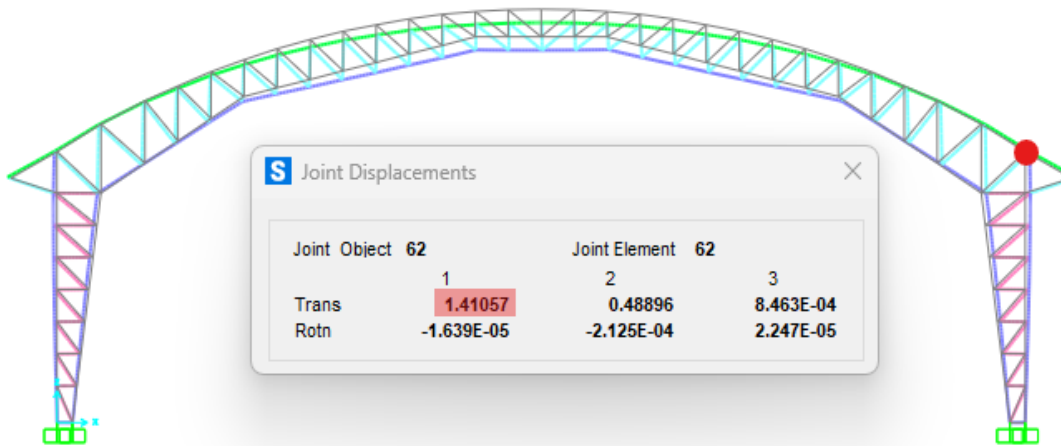 S Joint Displacements
Joint Object 62 Joint Element 62
1 2 3
Trans 1.41057 0.48896 8.463E-04
Rotn -1.639E-05 -2.125E-04 2.247E-05
x